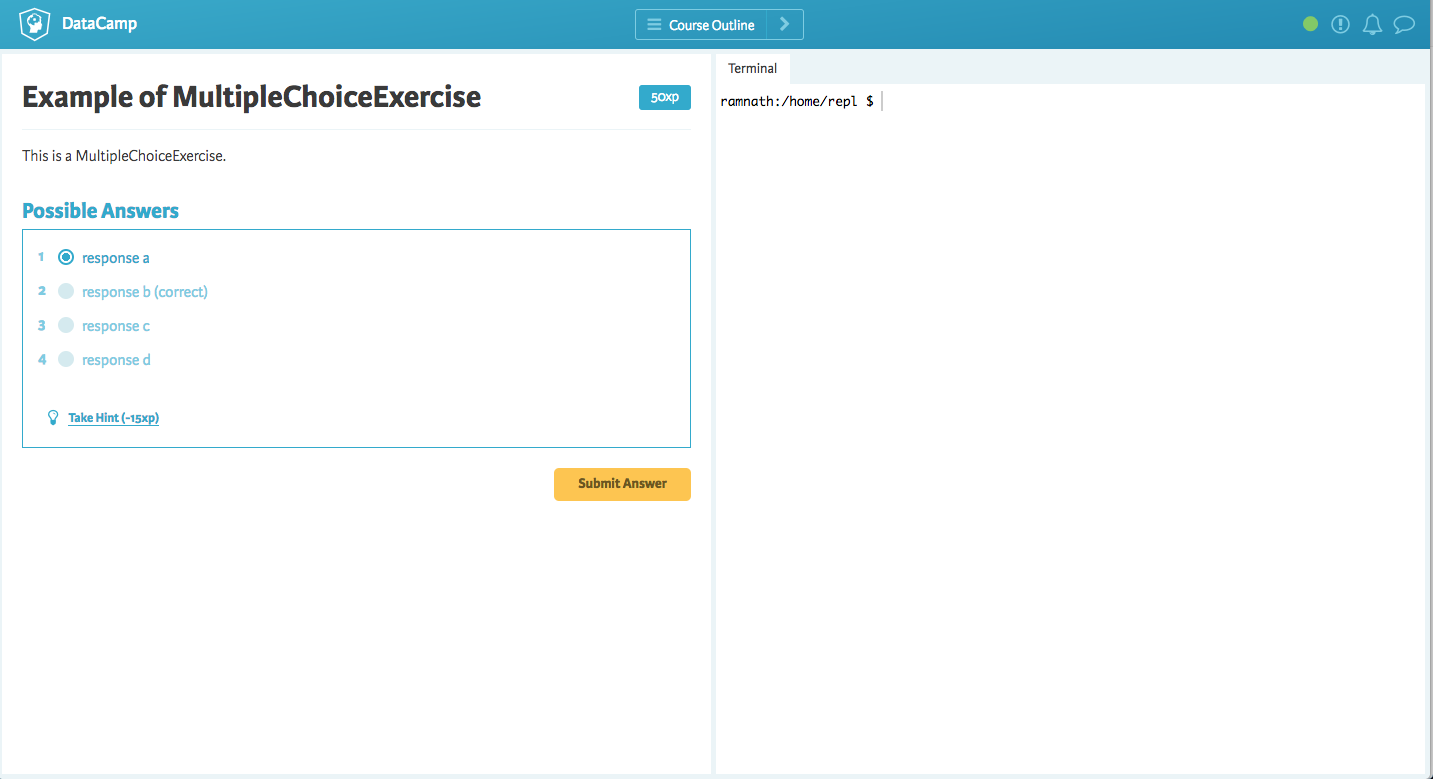 DataCamp
Course Outline
Example of MultipleChoiceExercise
50xp
This is a MultipleChoiceExercise.
Possible Answers
1 response a
2 response b (correct)
3 response c
4 response d
Take Hint (-15xp)
Submit Answer
Terminal
ramnath:/home/repl $